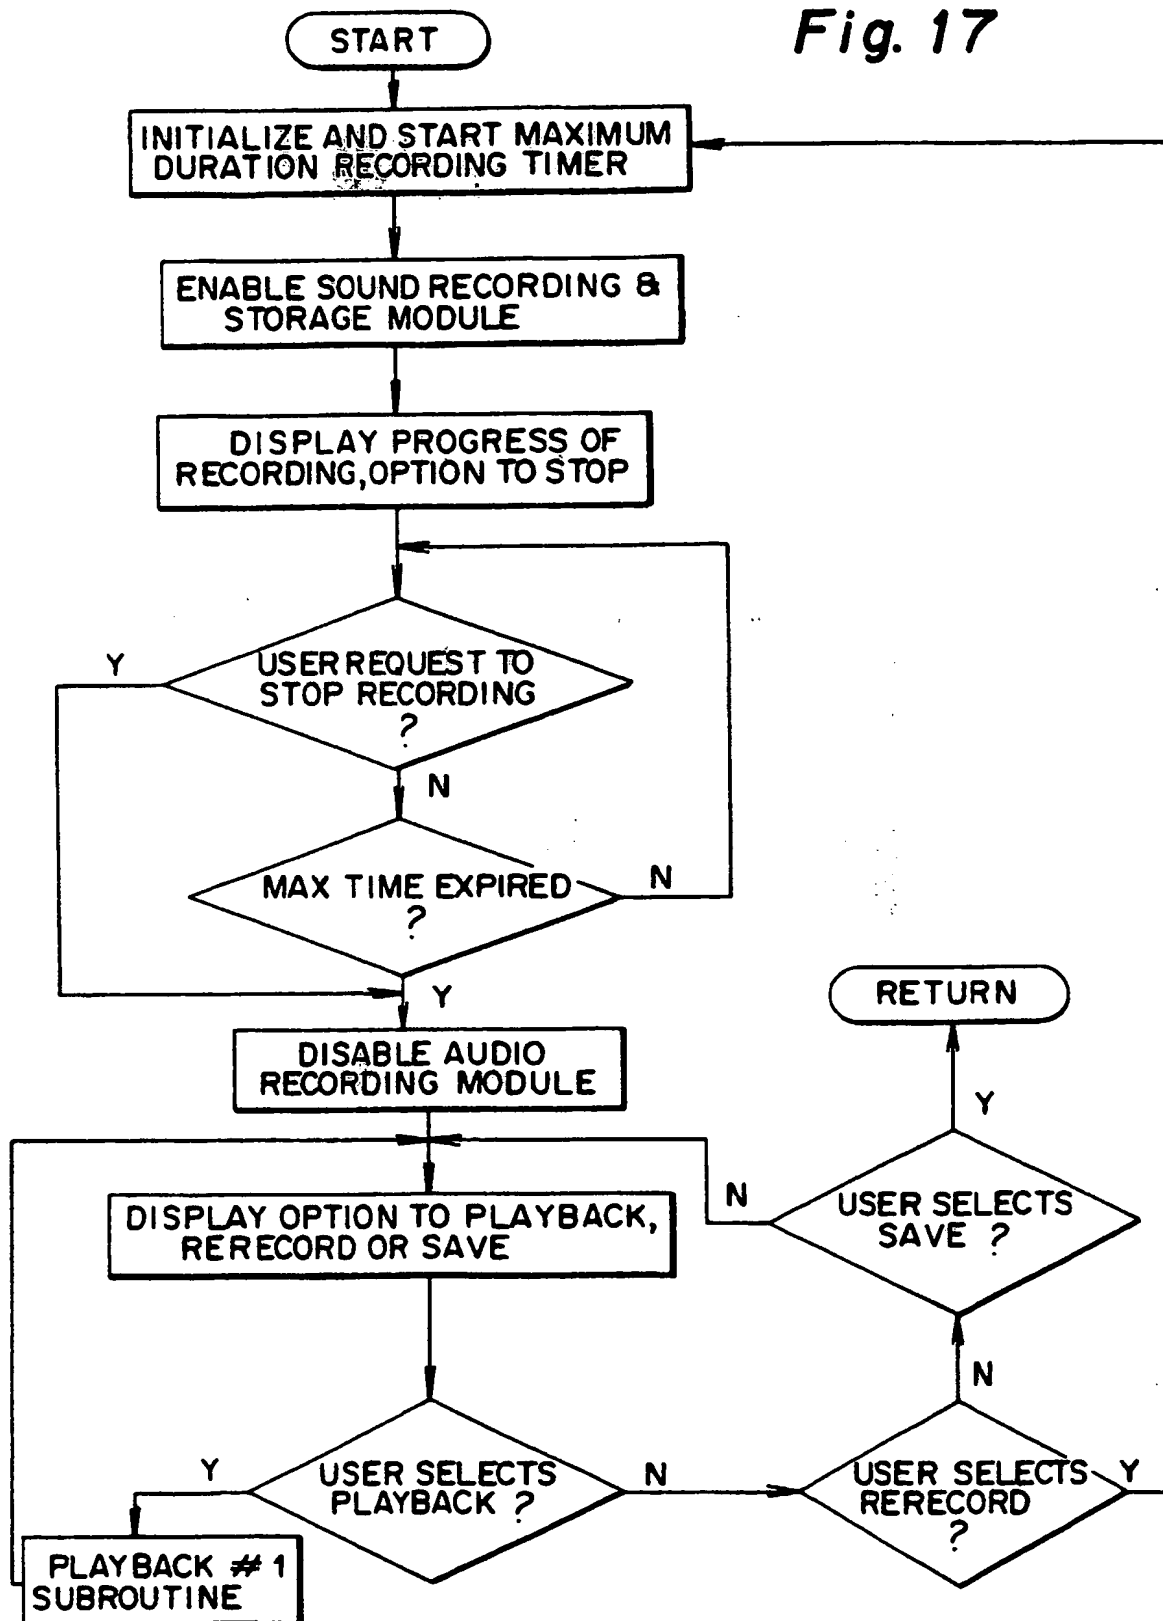 Fig. 17
START
INITIALIZE AND START MAXIMUM
DURATION RECORDING TIMER
ENABLE SOUND RECORDING &
STORAGE MODULE
DISPLAY PROGRESS OF
RECORDING, OPTION TO STOP
Y
USER REQUEST TO
STOP RECORDING
?
N
MAX TIME EXPIRED
?
N
Y
DISABLE AUDIO
RECORDING MODULE
DISPLAY OPTION TO PLAYBACK,
RERECORD OR SAVE
Y
USER SELECTS
PLAYBACK ?
N
PLAYBACK # 1
SUBROUTINE
USER SELECTS
RERECORD
?
Y
N
USER SELECTS
SAVE ?
N
Y
RETURN